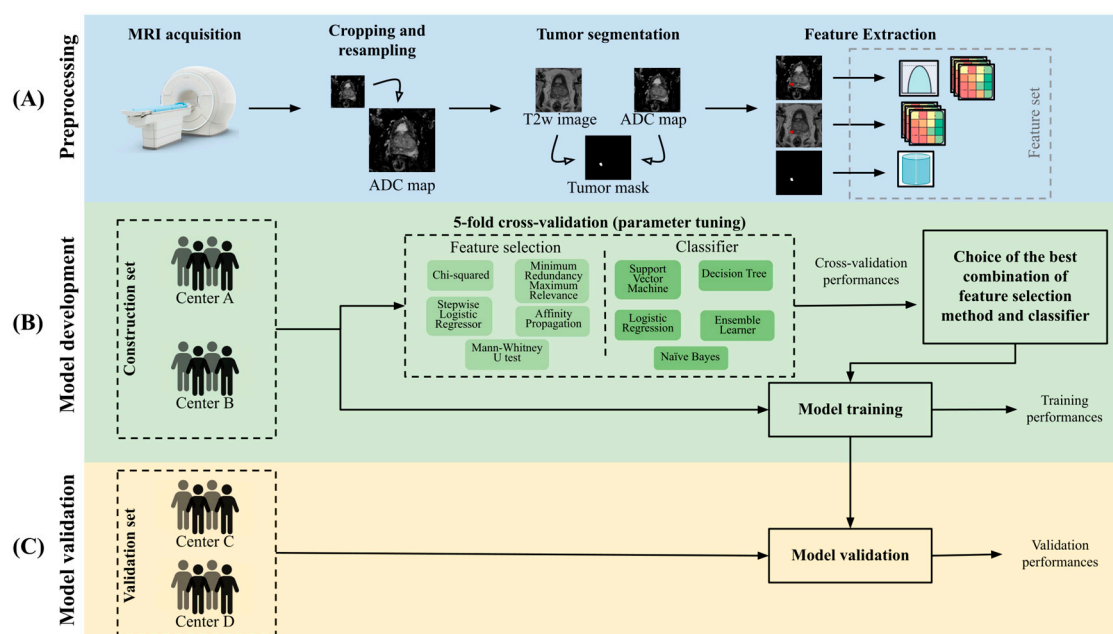 (A)
Preprocessing
MRI acquisition
Cropping and
resampling
ADC map
Tumor segmentation
T2w image
ADC map
Tumor mask
Feature Extraction
Feature set
(B)
Model development
Construction set
Center A
Center B
5-fold cross-validation (parameter tuning)
Feature selection
Chi-squared
Minimum
Redundancy
Maximum
Relevance
Stepwise
Logistic
Regressor
Affinity
Propagation
Mann-Whitney
U test
Classifier
Support
Vector
Machine
Decision Tree
Logistic
Regression
Ensemble
Learner
Naïve Bayes
Cross-validation
performances
Choice of the best
combination of
feature selection
method and classifier
Model training
Training
performances
(C)
Model validation
Validation set
Center C
Center D
Model validation
Validation
performances